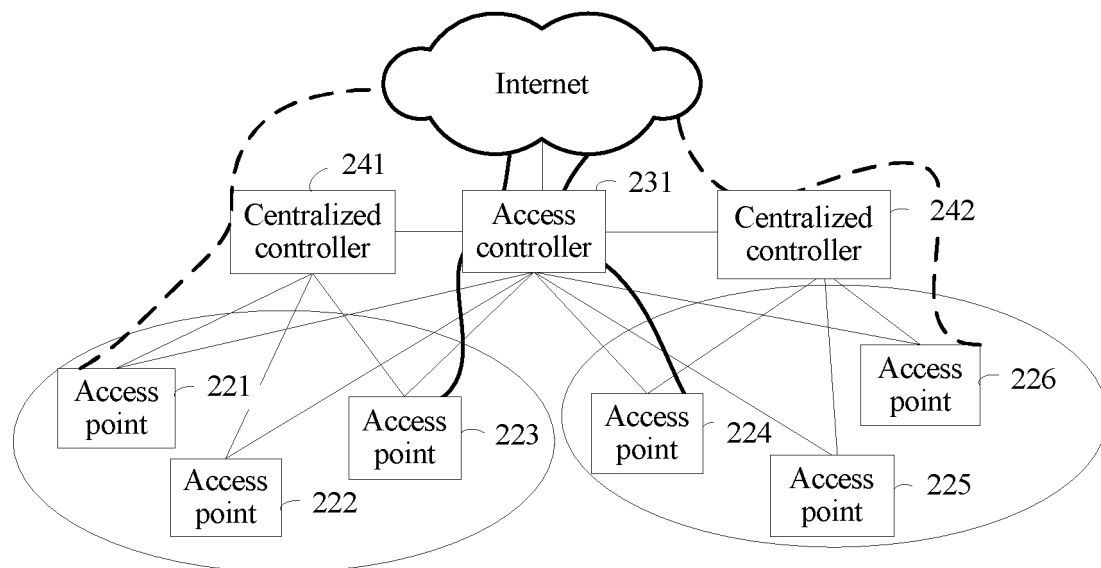 Internet
241
231
242
Centralized
controller
Access
controller
Centralized
controller
Access
point
221
Access
point
222
Access
point
223
Access
point
224
Access
point
225
Access
point
226